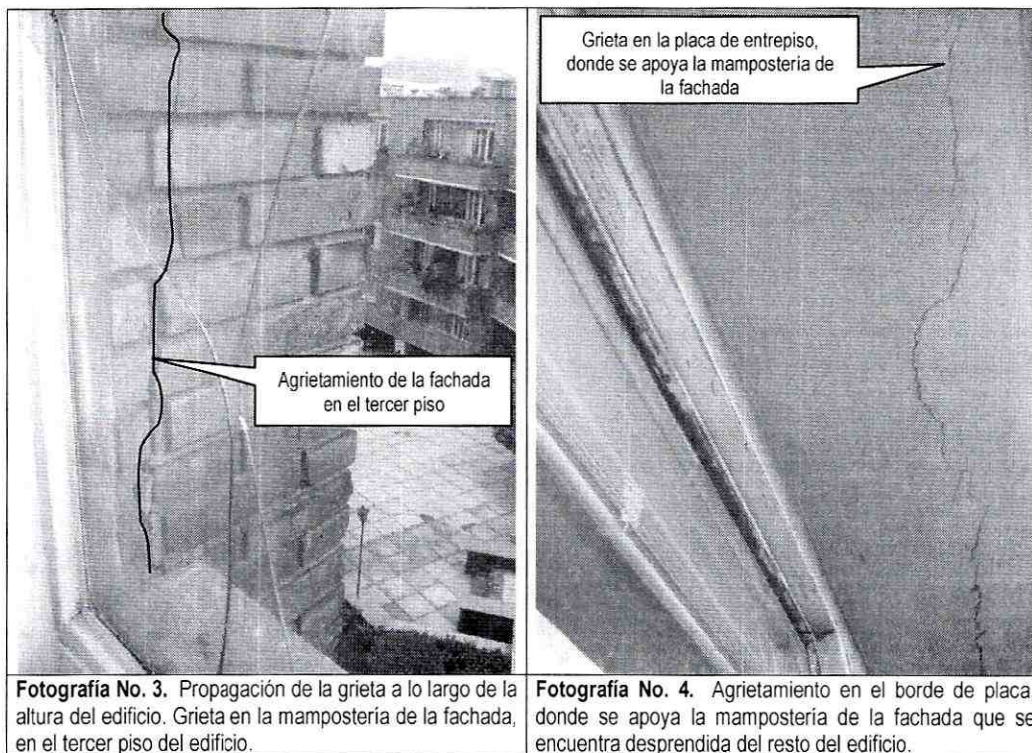 Grieta en la placa de entrepiso,
donde se apoya la mampostería de
la fachada
Agrietamiento de la fachada
en el tercer piso
Fotografía No. 3. Propagación de la grieta a lo largo de la
altura del edificio. Grieta en la mampostería de la fachada,
en el tercer piso del edificio.
Fotografía No. 4. Agrietamiento en el borde de placa
donde se apoya la mampostería de la fachada que se
encuentra desprendida del resto del edificio.